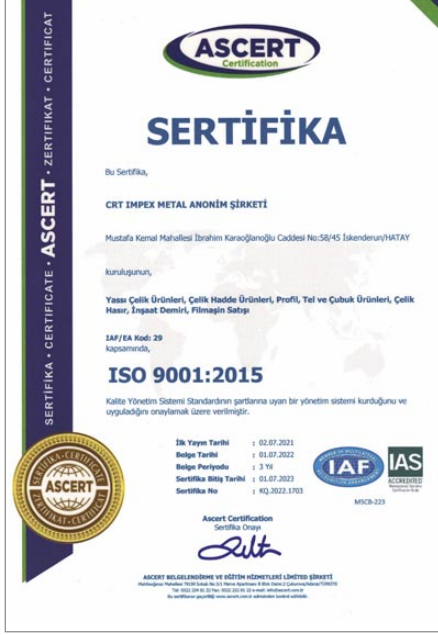 ASCERT
Certification
SERTİFİKA • CERTIFICATE • ASCERT • ZERTIFIKAT • CERTIFICAT
SERTİFİKA
Bu Sertifika,
CRT IMPEX METAL ANONİM ŞİRKETİ
Mustafa Kemal Mahallesi İbrahim Karaoğlanoğlu Caddesi No:58/45 İskenderun/HATAY
kuruluşunun,
Yassı Çelik Ürünleri, Çelik Hadde Ürünleri, Profil, Tel ve Çubuk Ürünleri, Çelik
Hasır, İnşaat Demiri, Filmaşin Satışı
IAF/EA Kod: 29
kapsamında,
ISO 9001:2015
Kalite Yönetim Sistemi Standardının şartlarına uyan bir yönetim sistemi kurduğunu ve
uyguladığını onaylamak üzere verilmiştir.
İlk Yayın Tarihi : 02.07.2021
Belge Tarihi : 01.07.2022
Belge Periyodu : 3 Yıl
Sertifika Bitiş Tarihi : 01.07.2023
Sertifika No : KQ.2022.1703
SERTİFİKA • CERTIFICATE
ASCERT
ZERTIFIKAT • CERTIFICAT
IAF
IAS
ACCREDITED
MSCB-223
Ascert Certification
Sertifika Onayı
ASCERT BELGELENDİRME VE EĞİTİM HİZMETLERİ LİMİTED ŞİRKETİ